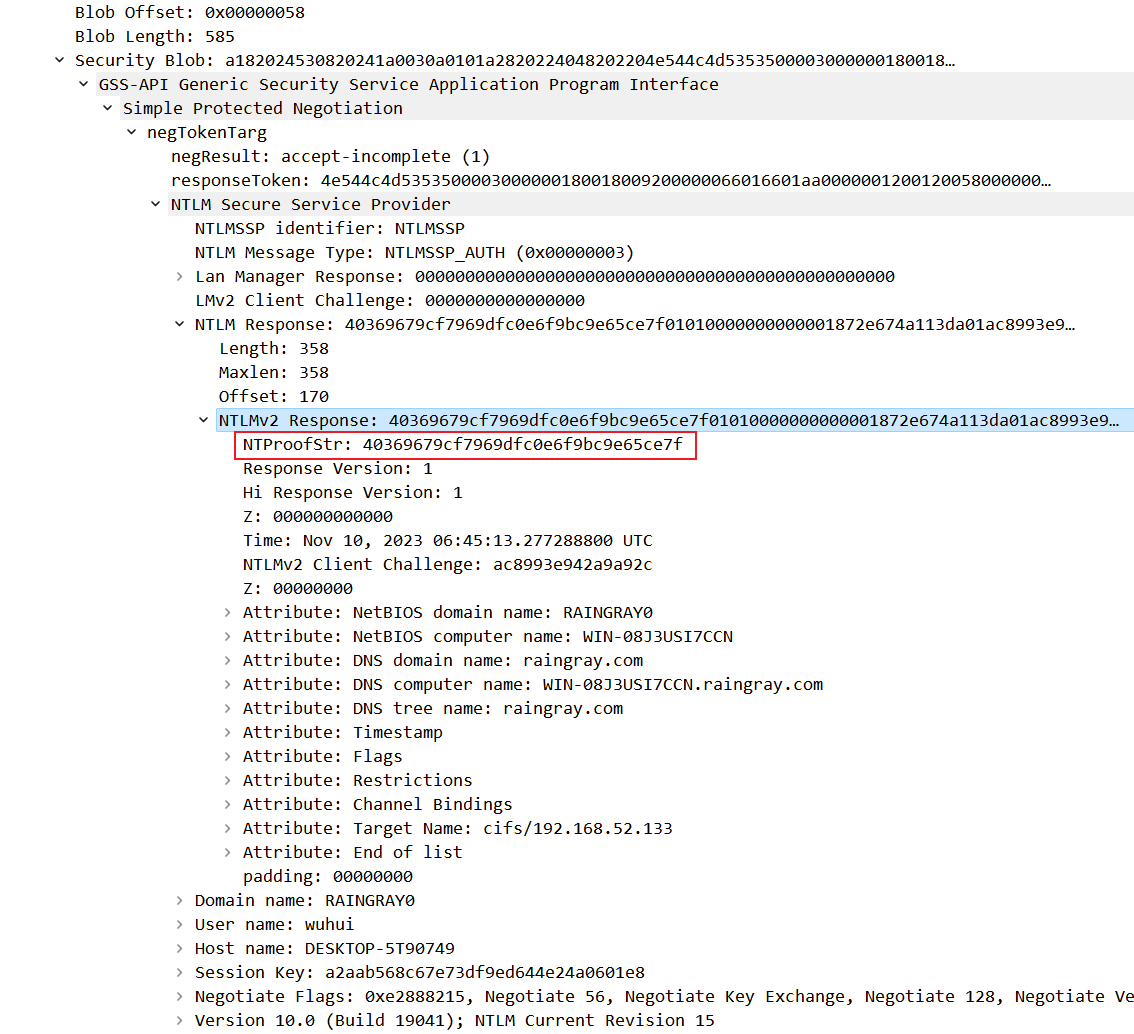 Blob Offset: 0x00000058
Blob Length: 585
Security Blob: a182024530820241a0030a0101a2820224048202204e544c4d5353500003000000180018…
GSS-API Generic Security Service Application Program Interface
Simple Protected Negotiation
negTokenTarg
negResult: accept-incomplete (1)
responseToken: 4e544c4d53535000030000001800180092000000660166​01aa0000001200120058000000…
NTLM Secure Service Provider
NTLMSSP identifier: NTLMSSP
NTLM Message Type: NTLMSSP_AUTH (0x00000003)
Lan Manager Response: 000000000000000000000000000000000000000000000000
LMv2 Client Challenge: 0000000000000000
NTLM Response: 40369679cf7969dfc0e6f9bc9e65ce7f01010000000000001872e674a113da01ac8993e9…
Length: 358
Maxlen: 358
Offset: 170
NTLMv2 Response: 40369679cf7969dfc0e6f9bc9e65ce7f01010000000000001872e674a113da01ac8993e9…
NTProofStr: 40369679cf7969dfc0e6f9bc9e65ce7f
Response Version: 1
Hi Response Version: 1
Z: 000000000000
Time: Nov 10, 2023 06:45:13.277288800 UTC
NTLMv2 Client Challenge: ac8993e942a9a92c
Z: 00000000
Attribute: NetBIOS domain name: RAINGRAY0
Attribute: NetBIOS computer name: WIN-08J3USI7CCN
Attribute: DNS domain name: raingray.com
Attribute: DNS computer name: WIN-08J3USI7CCN.raingray.com
Attribute: DNS tree name: raingray.com
Attribute: Timestamp
Attribute: Flags
Attribute: Restrictions
Attribute: Channel Bindings
Attribute: Target Name: cifs/192.168.52.133
Attribute: End of list
padding: 00000000
Domain name: RAINGRAY0
User name: wuhui
Host name: DESKTOP-5T90749
Session Key: a2aab568c67e73df9ed644e24a0601e8
Negotiate Flags: 0xe2888215, Negotiate 56, Negotiate Key Exchange, Negotiate 128, Negotiate Ve
Version 10.0 (Build 19041); NTLM Current Revision 15